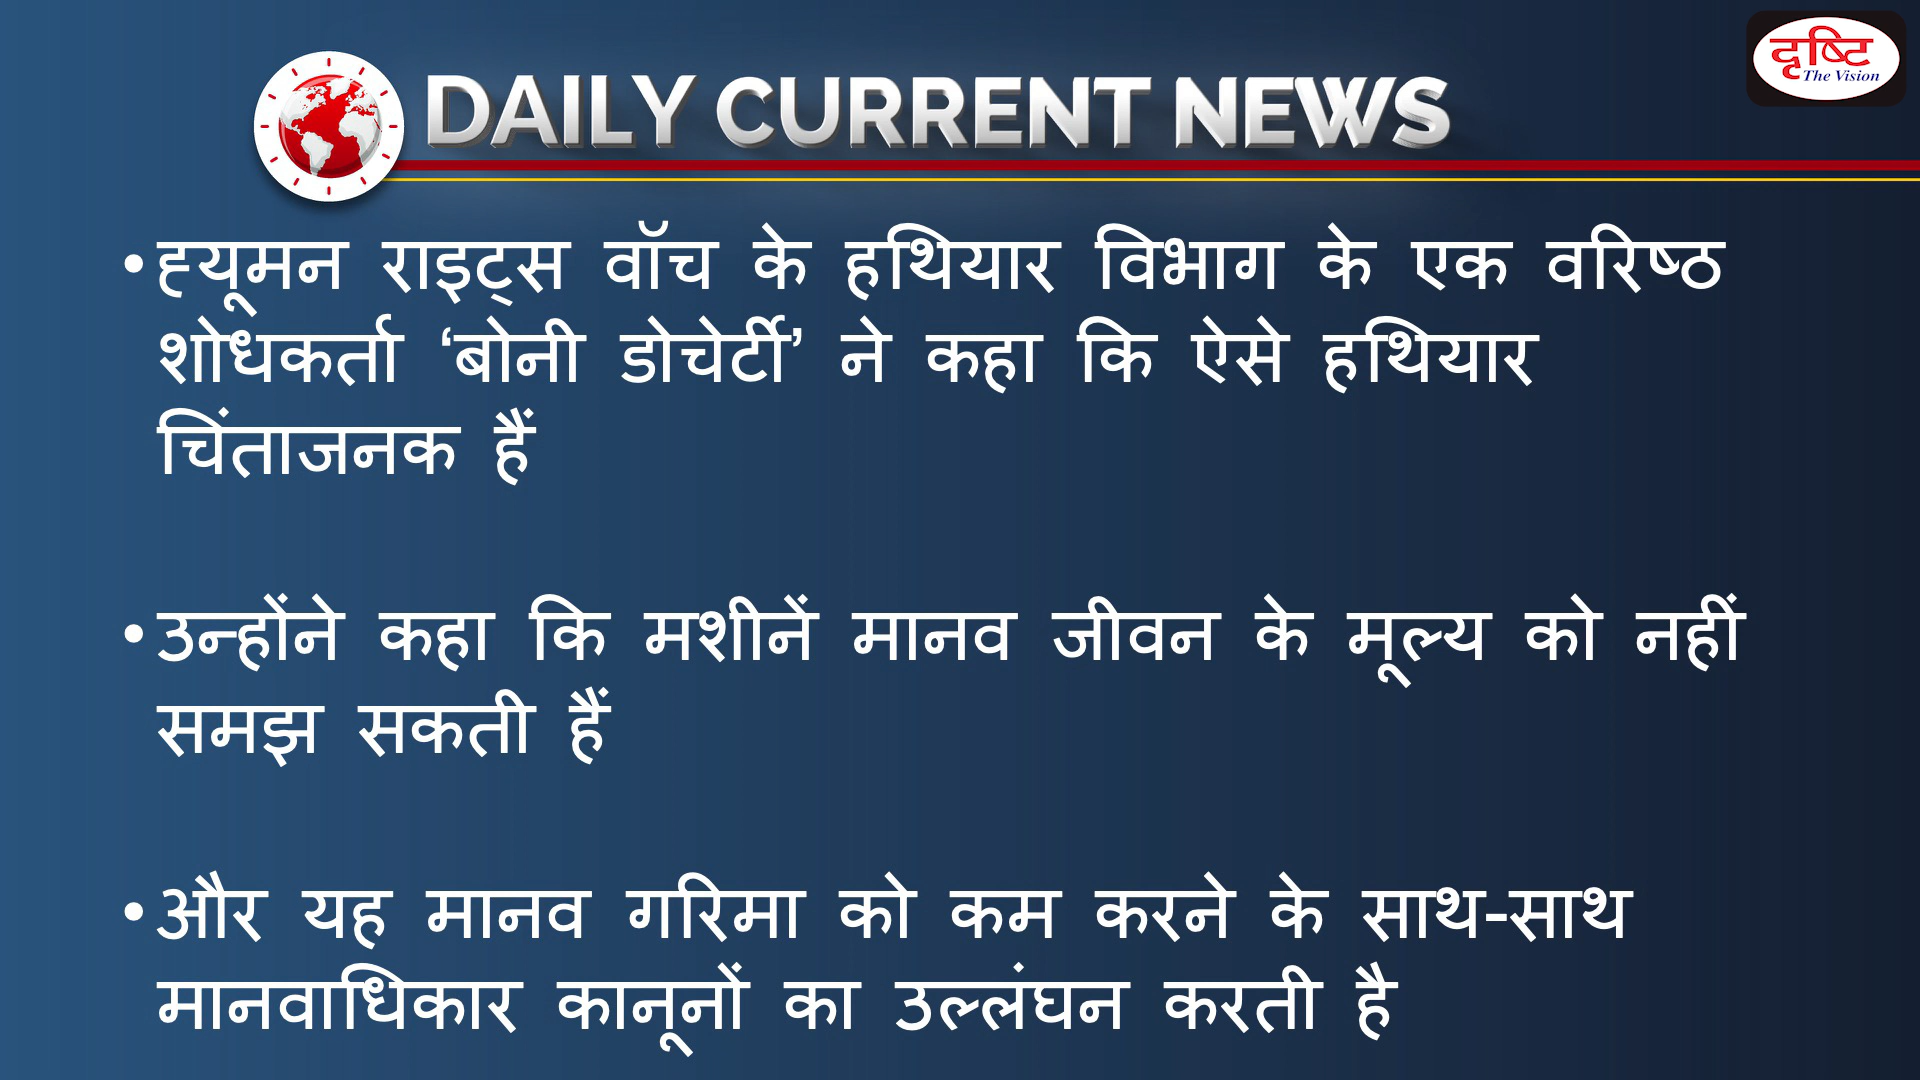 DAILY CURRENT NEWS
दृष्टि
The Vision
•ह्यूमन राइट्स वॉच के हथियार विभाग के एक वरिष्ठ
शोधकर्ता ‘बोनी डोचेर्टी’ ने कहा कि ऐसे हथियार
चिंताजनक हैं
•उन्होंने कहा कि मशीनें मानव जीवन के मूल्य को नहीं
समझ सकती हैं
•और यह मानव गरिमा को कम करने के साथ-साथ
मानवाधिकार कानूनों का उल्लंघन करती है